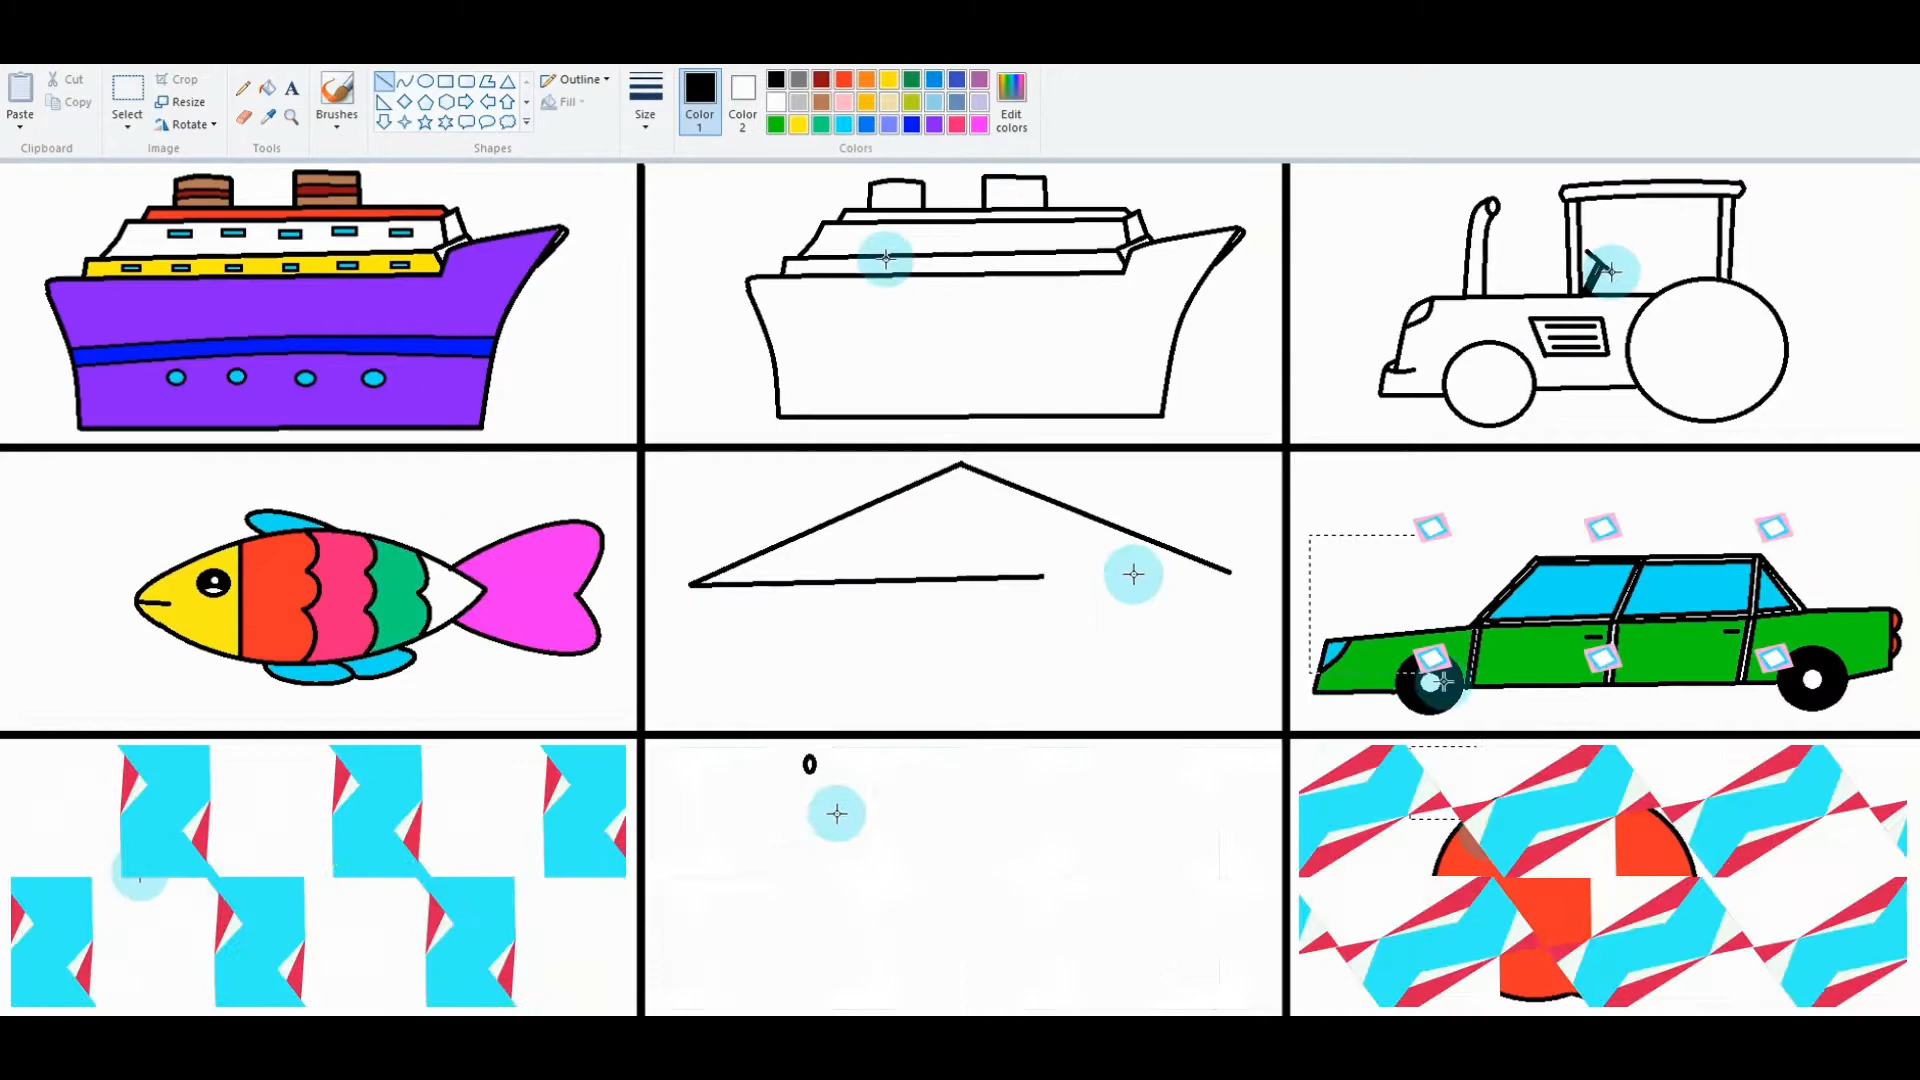 Paste
Cut
Copy
Clipboard
Select
Crop
Resize
Rotate
Image
A
Tools
Brushes
Shapes
Outline
Fill
Size
Color
1
Color
2
Edit
colors
Colors
0